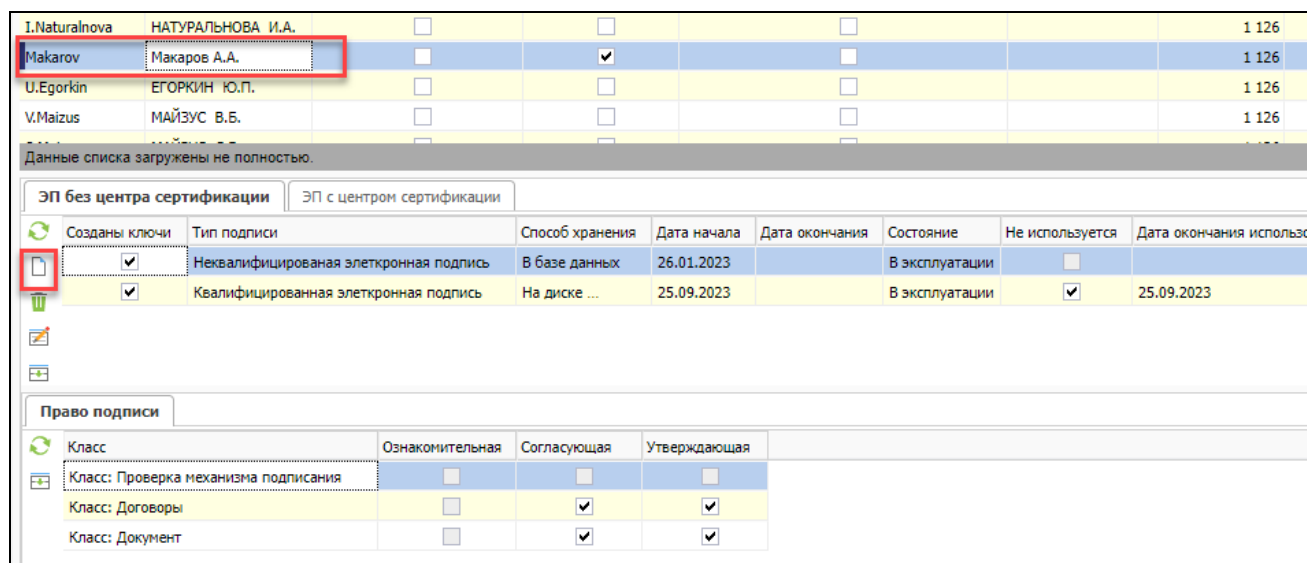 I.Naturalnova НАТУРАЛЬНОВА И.А. 1 126
Makarov Макаров А.А. 1 126
U.Egorkin ЕГОРКИН Ю.П. 1 126
V.Maizus МАЙЗУС В.Б. 1 126
Данные списка загружены не полностью.
ЭП без центра сертификации ЭП с центром сертификации
Созданы ключи Тип подписи Способ хранения Дата начала Дата окончания Состояние Не используется Дата окончания использо
Неквалифицированая элеткронная подпись В базе данных 26.01.2023 В эксплуатации
Квалифицированная элеткронная подпись На диске ... 25.09.2023 В эксплуатации 25.09.2023
Право подписи
Класс Ознакомительная Согласующая Утверждающая
Класс: Проверка механизма подписания
Класс: Договоры
Класс: Документ